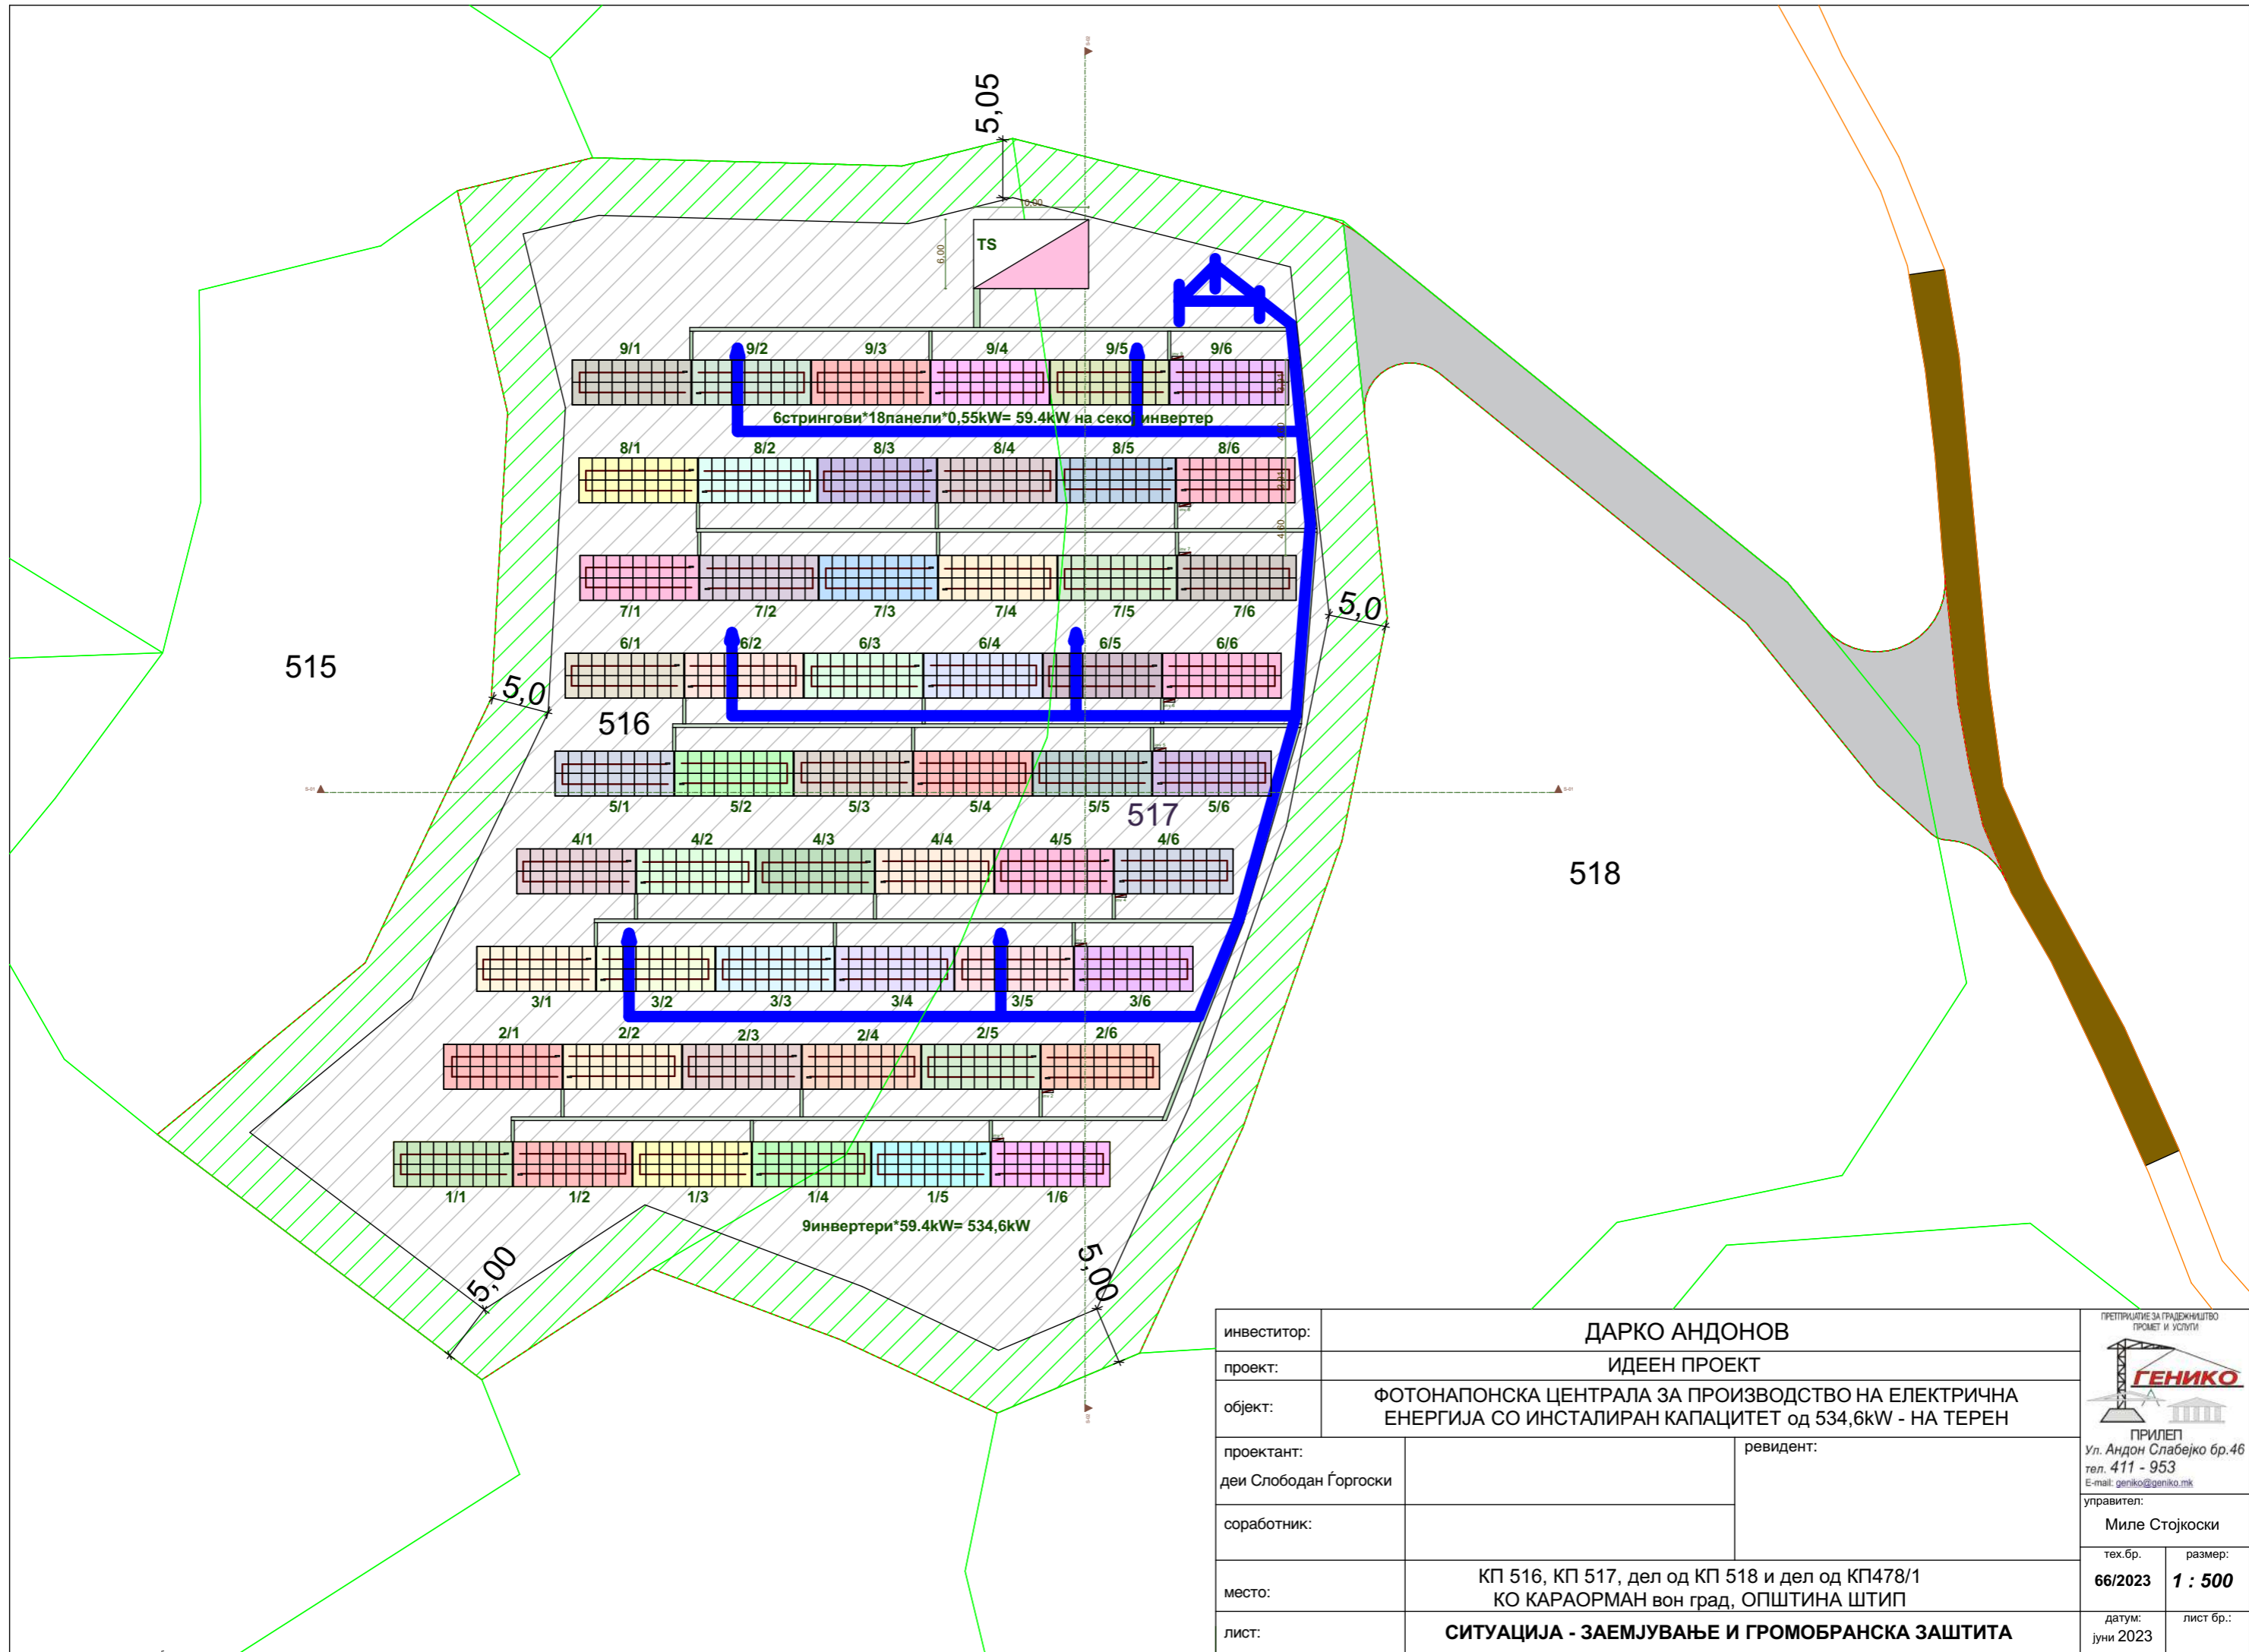 5,05
10.00
6.00
TS
9/1 9/2 9/3 9/4 9/5 9/6
6стрингови*18панели*0,55kW= 59.4kW на секој инвертер
8/1 8/2 8/3 8/4 8/5 8/6
7/1 7/2 7/3 7/4 7/5 7/6
5,0
6/1 6/2 6/3 6/4 6/5 6/6
515
5,0
516
5/1 5/2 5/3 5/4 5/5 5/6
517
4/1 4/2 4/3 4/4 4/5 4/6
518
3/1 3/2 3/3 3/4 3/5 3/6
2/1 2/2 2/3 2/4 2/5 2/6
1/1 1/2 1/3 1/4 1/5 1/6
9инвертери*59.4kW= 534,6kW
5,00
5,00
инвеститор:
ДАРКО АНДОНОВ
проект:
ИДЕЕН ПРОЕКТ
објект:
ФОТОНАПОНСКА ЦЕНТРАЛА ЗА ПРОИЗВОДСТВО НА ЕЛЕКТРИЧНА
ЕНЕРГИЈА СО ИНСТАЛИРАН КАПАЦИТЕТ од 534,6kW - НА ТЕРЕН
проектант:
деи Слободан Ѓоргоски
ревидент:
соработник:
место:
КП 516, КП 517, дел од КП 518 и дел од КП478/1
КО КАРАОРМАН вон град, ОПШТИНА ШТИП
лист:
СИТУАЦИЈА - ЗАЕМЈУВАЊЕ И ГРОМОБРАНСКА ЗАШТИТА
ПРЕТПРИЈАТИЕ ЗА ГРАДЕЖНИШТВО
ПРОМЕТ И УСЛУГИ
ГЕНИКО
ПРИЛЕП
Ул. Андон Слабејко бр.46
тел. 411 - 953
E-mail: geniko@geniko.mk
управител:
Миле Стојкоски
тех.бр.
66/2023
размер:
1 : 500
датум:
јуни 2023
лист бр.: